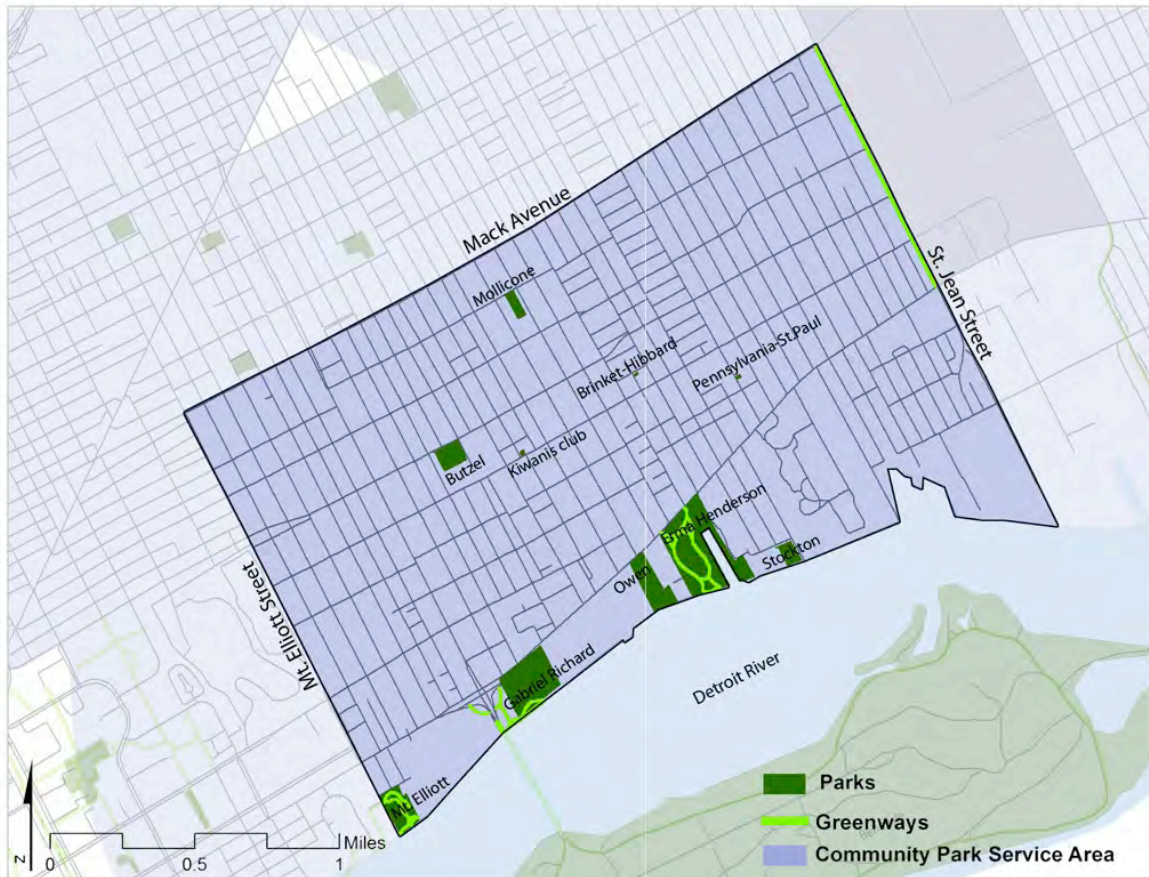 Mack Avenue
Mollicone
St. Jean Street
Brinket-Hibbard
Pennsylvania-St.Paul
Butzel
Kiwanis club
Erma Henderson
Owen
Stockton
Mt. Elliott Street
Gabriel Richard
Detroit River
Mt. Elliott
Parks
Greenways
Community Park Service Area
Miles
0
0.5
1
N